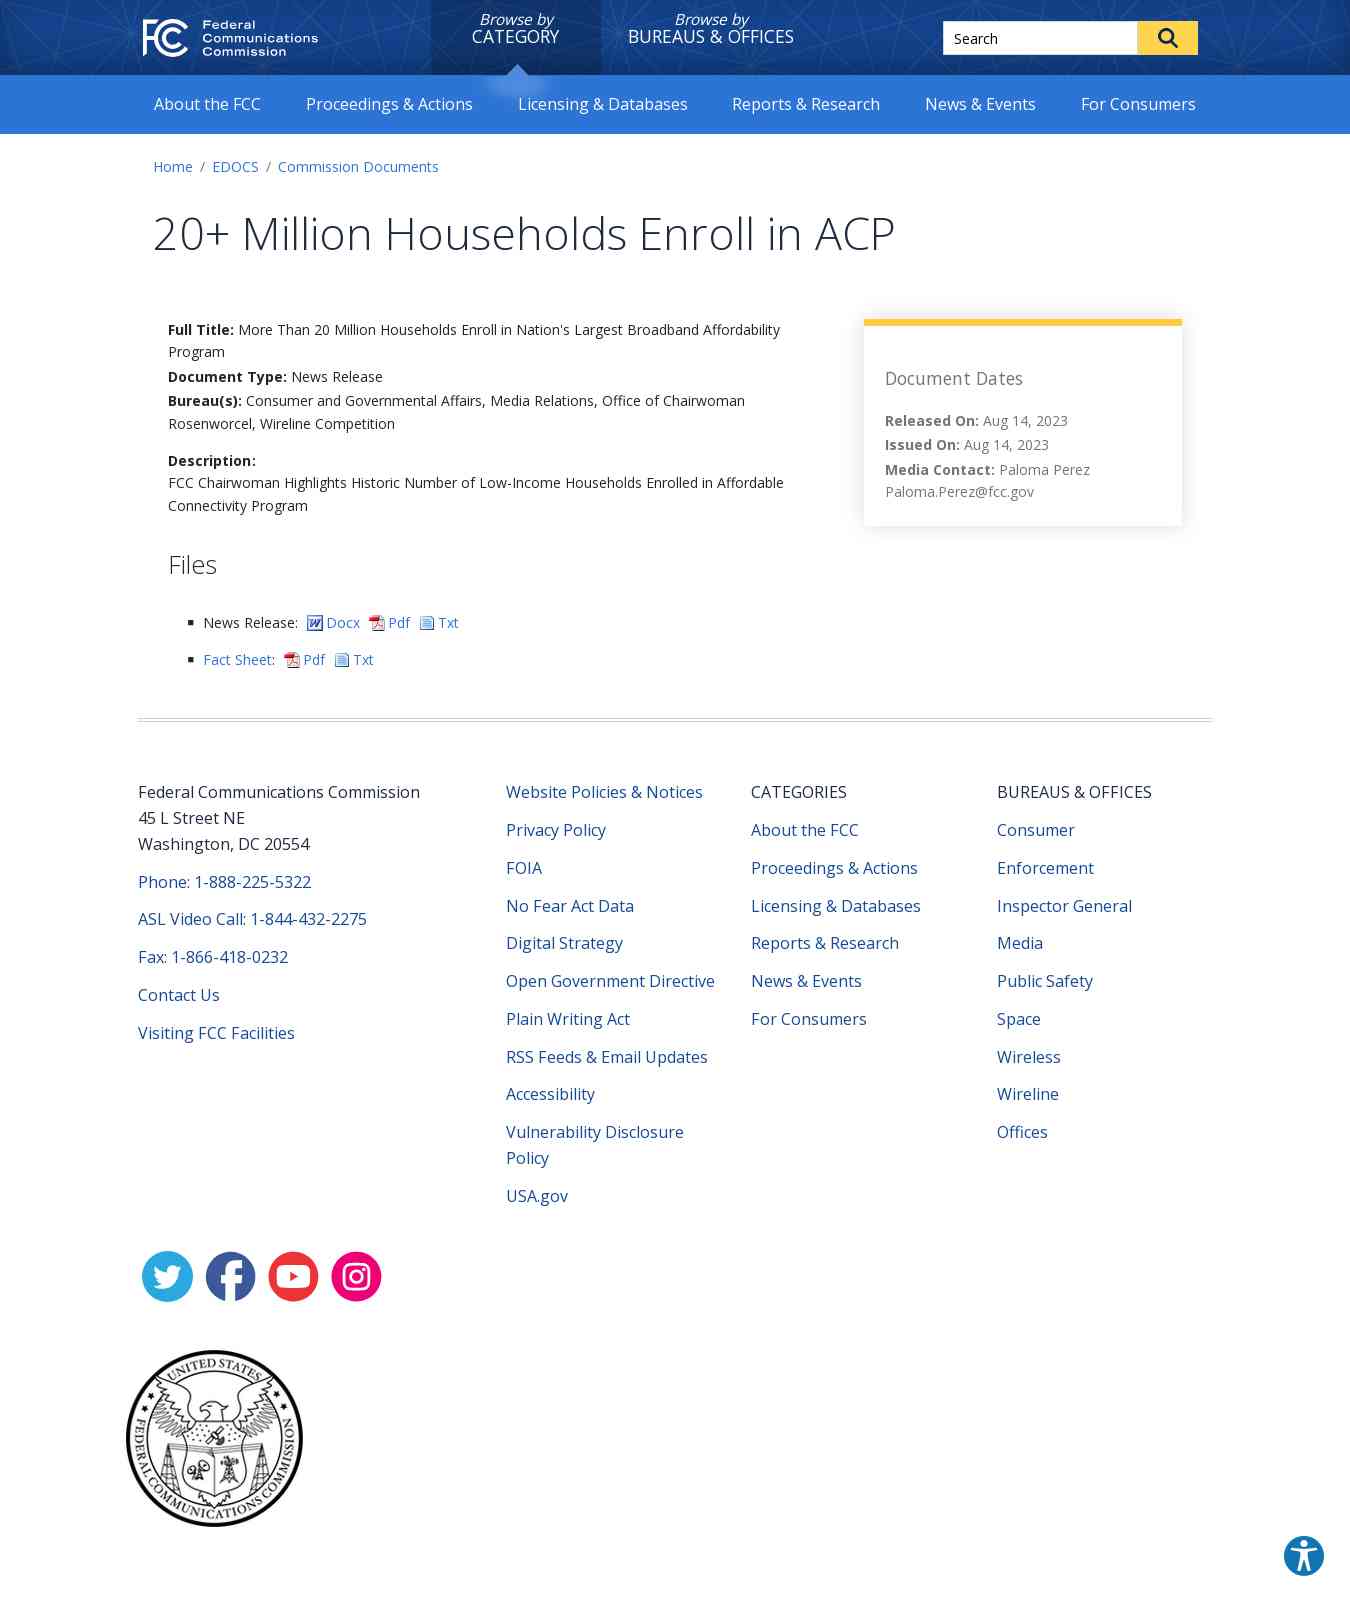 FCC
Federal
Communications
Commission
Browse by
CATEGORY
Browse by
BUREAUS & OFFICES
Search
About the FCC
Proceedings & Actions
Licensing & Databases
Reports & Research
News & Events
For Consumers
Home / EDOCS / Commission Documents
20+ Million Households Enroll in ACP
Full Title: More Than 20 Million Households Enroll in Nation's Largest Broadband Affordability
Program
Document Type: News Release
Bureau(s): Consumer and Governmental Affairs, Media Relations, Office of Chairwoman
Rosenworcel, Wireline Competition
Description:
FCC Chairwoman Highlights Historic Number of Low-Income Households Enrolled in Affordable
Connectivity Program
Document Dates
Released On: Aug 14, 2023
Issued On: Aug 14, 2023
Media Contact: Paloma Perez
Paloma.Perez@fcc.gov
Files
News Release: Docx Pdf Txt
Fact Sheet: Pdf Txt
Federal Communications Commission
45 L Street NE
Washington, DC 20554
Phone: 1-888-225-5322
ASL Video Call: 1-844-432-2275
Fax: 1-866-418-0232
Contact Us
Visiting FCC Facilities
Website Policies & Notices
Privacy Policy
FOIA
No Fear Act Data
Digital Strategy
Open Government Directive
Plain Writing Act
RSS Feeds & Email Updates
Accessibility
Vulnerability Disclosure
Policy
USA.gov
CATEGORIES
About the FCC
Proceedings & Actions
Licensing & Databases
Reports & Research
News & Events
For Consumers
BUREAUS & OFFICES
Consumer
Enforcement
Inspector General
Media
Public Safety
Space
Wireless
Wireline
Offices
UNITED STATES
FEDERAL COMMUNICATIONS COMMISSION